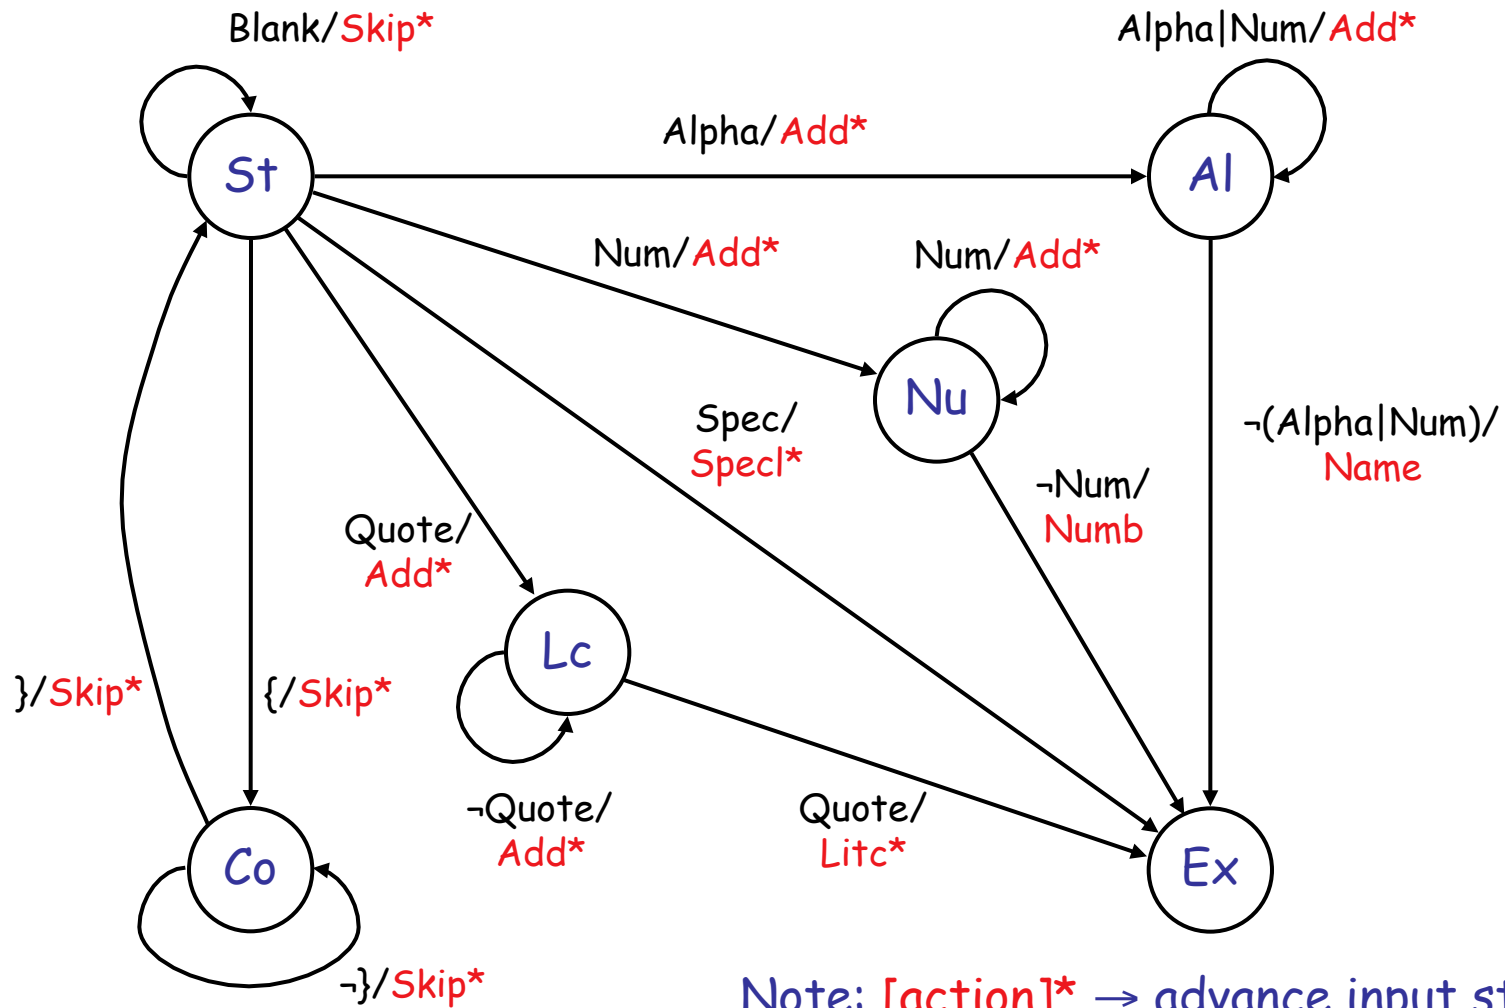 Blank/Skip*
Alpha|Num/Add*
Alpha/Add*
St
Al
Num/Add*
Num/Add*
Nu
Spec/
Specl*
¬(Alpha|Num)/
Name
¬Num/
Numb
Quote/
Add*
Lc
}/Skip*
{/Skip*
¬Quote/
Add*
Quote/
Litc*
Co
Ex
¬}/Skip*
Note: [action]* → advance input st